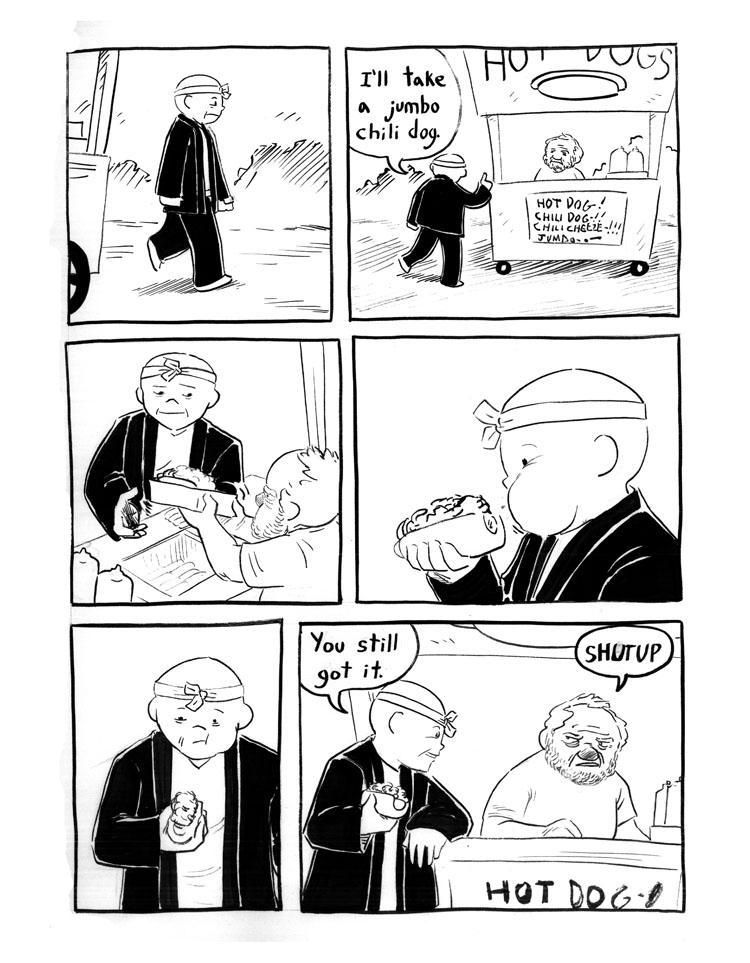 I'll take
a jumbo
chili dog.
HOT DOGS
HOT DOG-!
CHILI DOG-!!
CHILI CHEEZE-!!!
JUMBO
You still
got it.
SHUTUP
HOT DOG-!